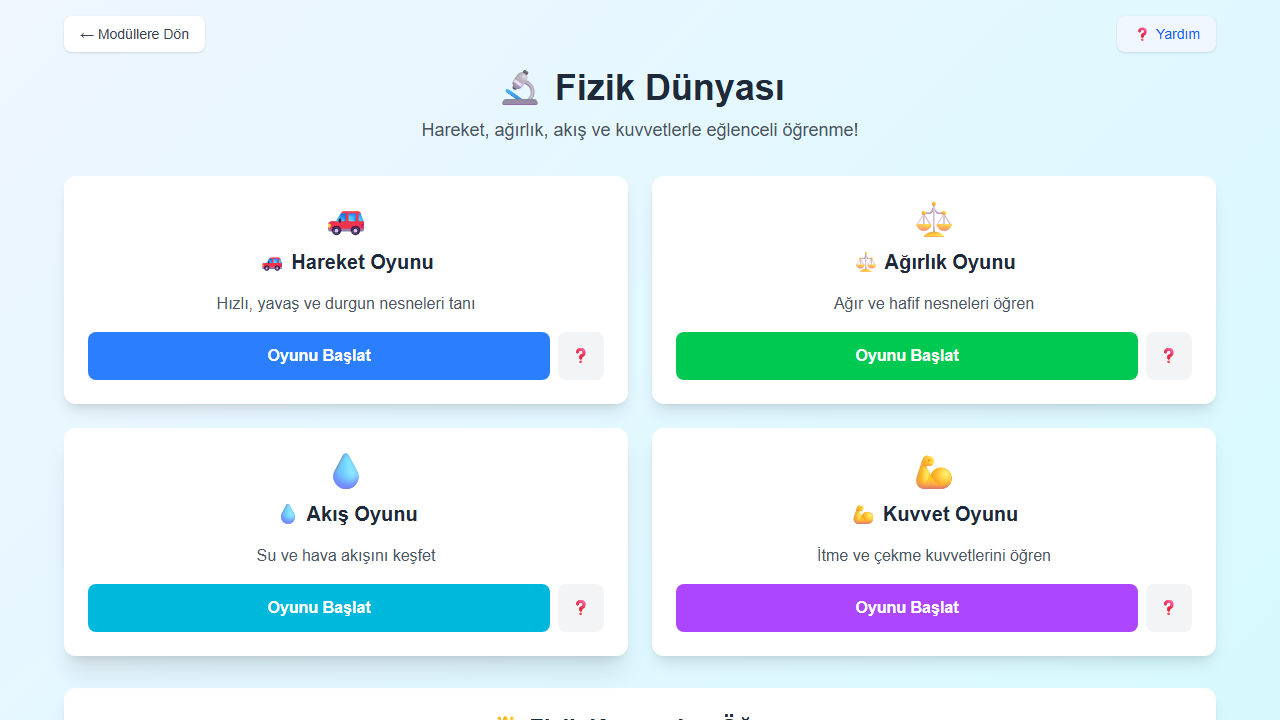 ← Modüllere Dön
❓ Yardım
🔬 Fizik Dünyası
Hareket, ağırlık, akış ve kuvvetlerle eğlenceli öğrenme!
🚗 Hareket Oyunu
Hızlı, yavaş ve durgun nesneleri tanı
Oyunu Başlat
❓
⚖️ Ağırlık Oyunu
Ağır ve hafif nesneleri öğren
Oyunu Başlat
❓
💧 Akış Oyunu
Su ve hava akışını keşfet
Oyunu Başlat
❓
💪 Kuvvet Oyunu
İtme ve çekme kuvvetlerini öğren
Oyunu Başlat
❓